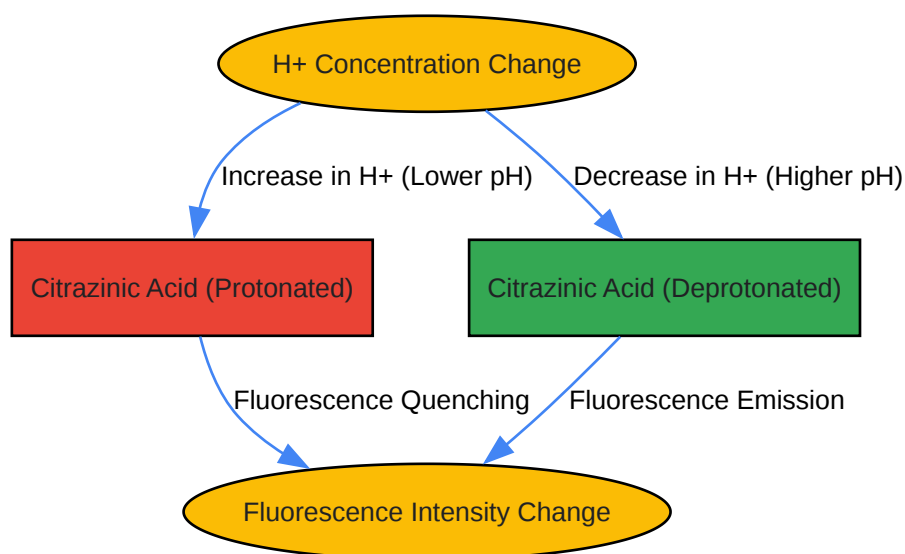 H+ Concentration Change
Increase in H+ (Lower pH)
Decrease in H+ (Higher pH)
Citrazinic Acid (Protonated)
Citrazinic Acid (Deprotonated)
Fluorescence Quenching
Fluorescence Emission
Fluorescence Intensity Change